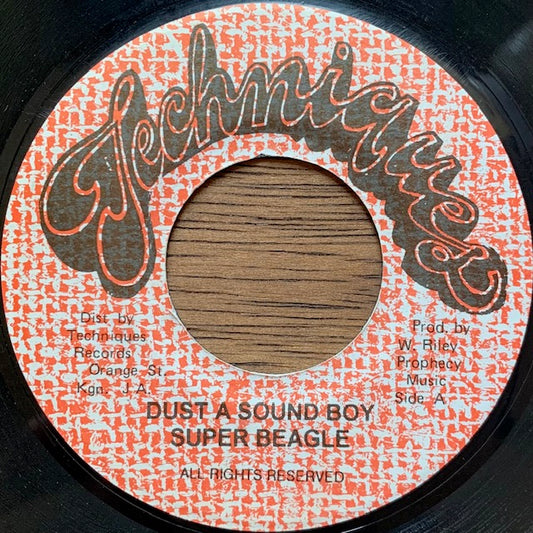 Techniques
Dist. by
Techniques
Records
Orange St.
Kgn. J.A.
Prod. by
W. Riley
Prophecy
Music
Side A
DUST A SOUND BOY
SUPER BEAGLE
ALL RIGHTS RESERVED